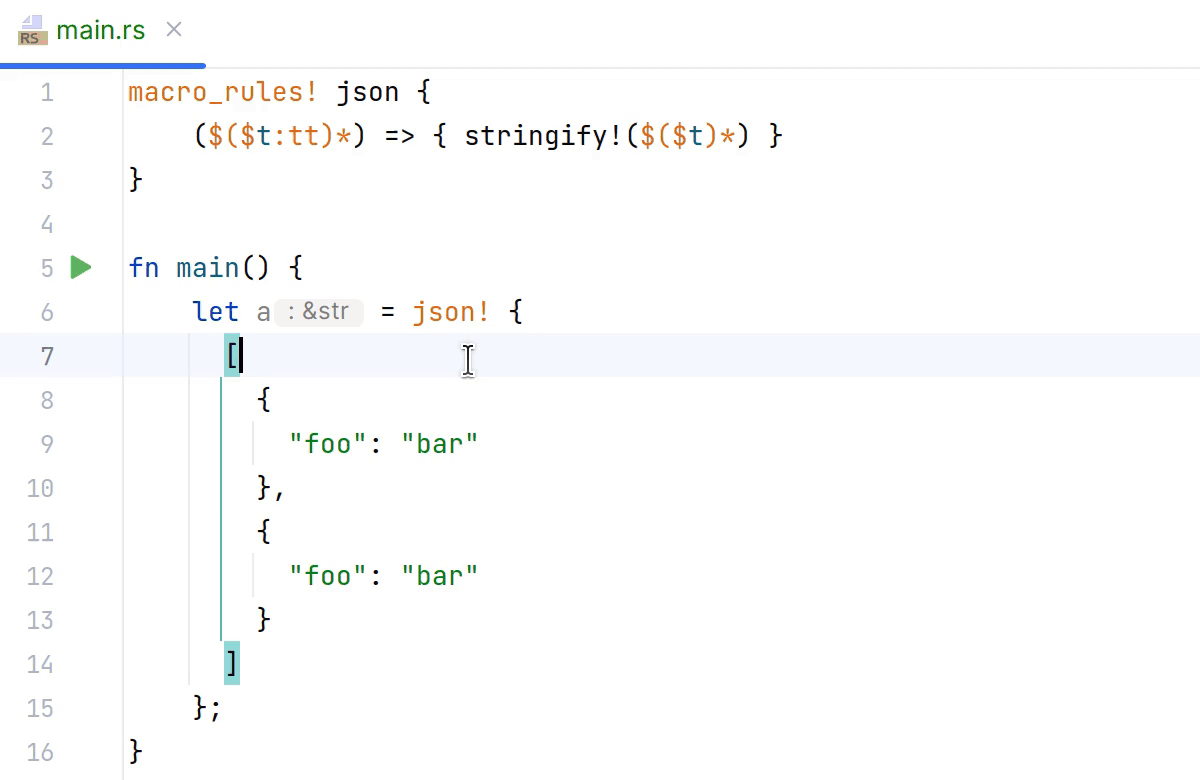 RS main.rs ×
1 macro_rules! json {
2     ($($t:tt)*) => { stringify!($($t)*) }
3 }
4
5 fn main() {
6     let a : &str = json! {
7       [
8         {
9           "foo": "bar"
10         },
11         {
12           "foo": "bar"
13         }
14       ]
15     };
16 }